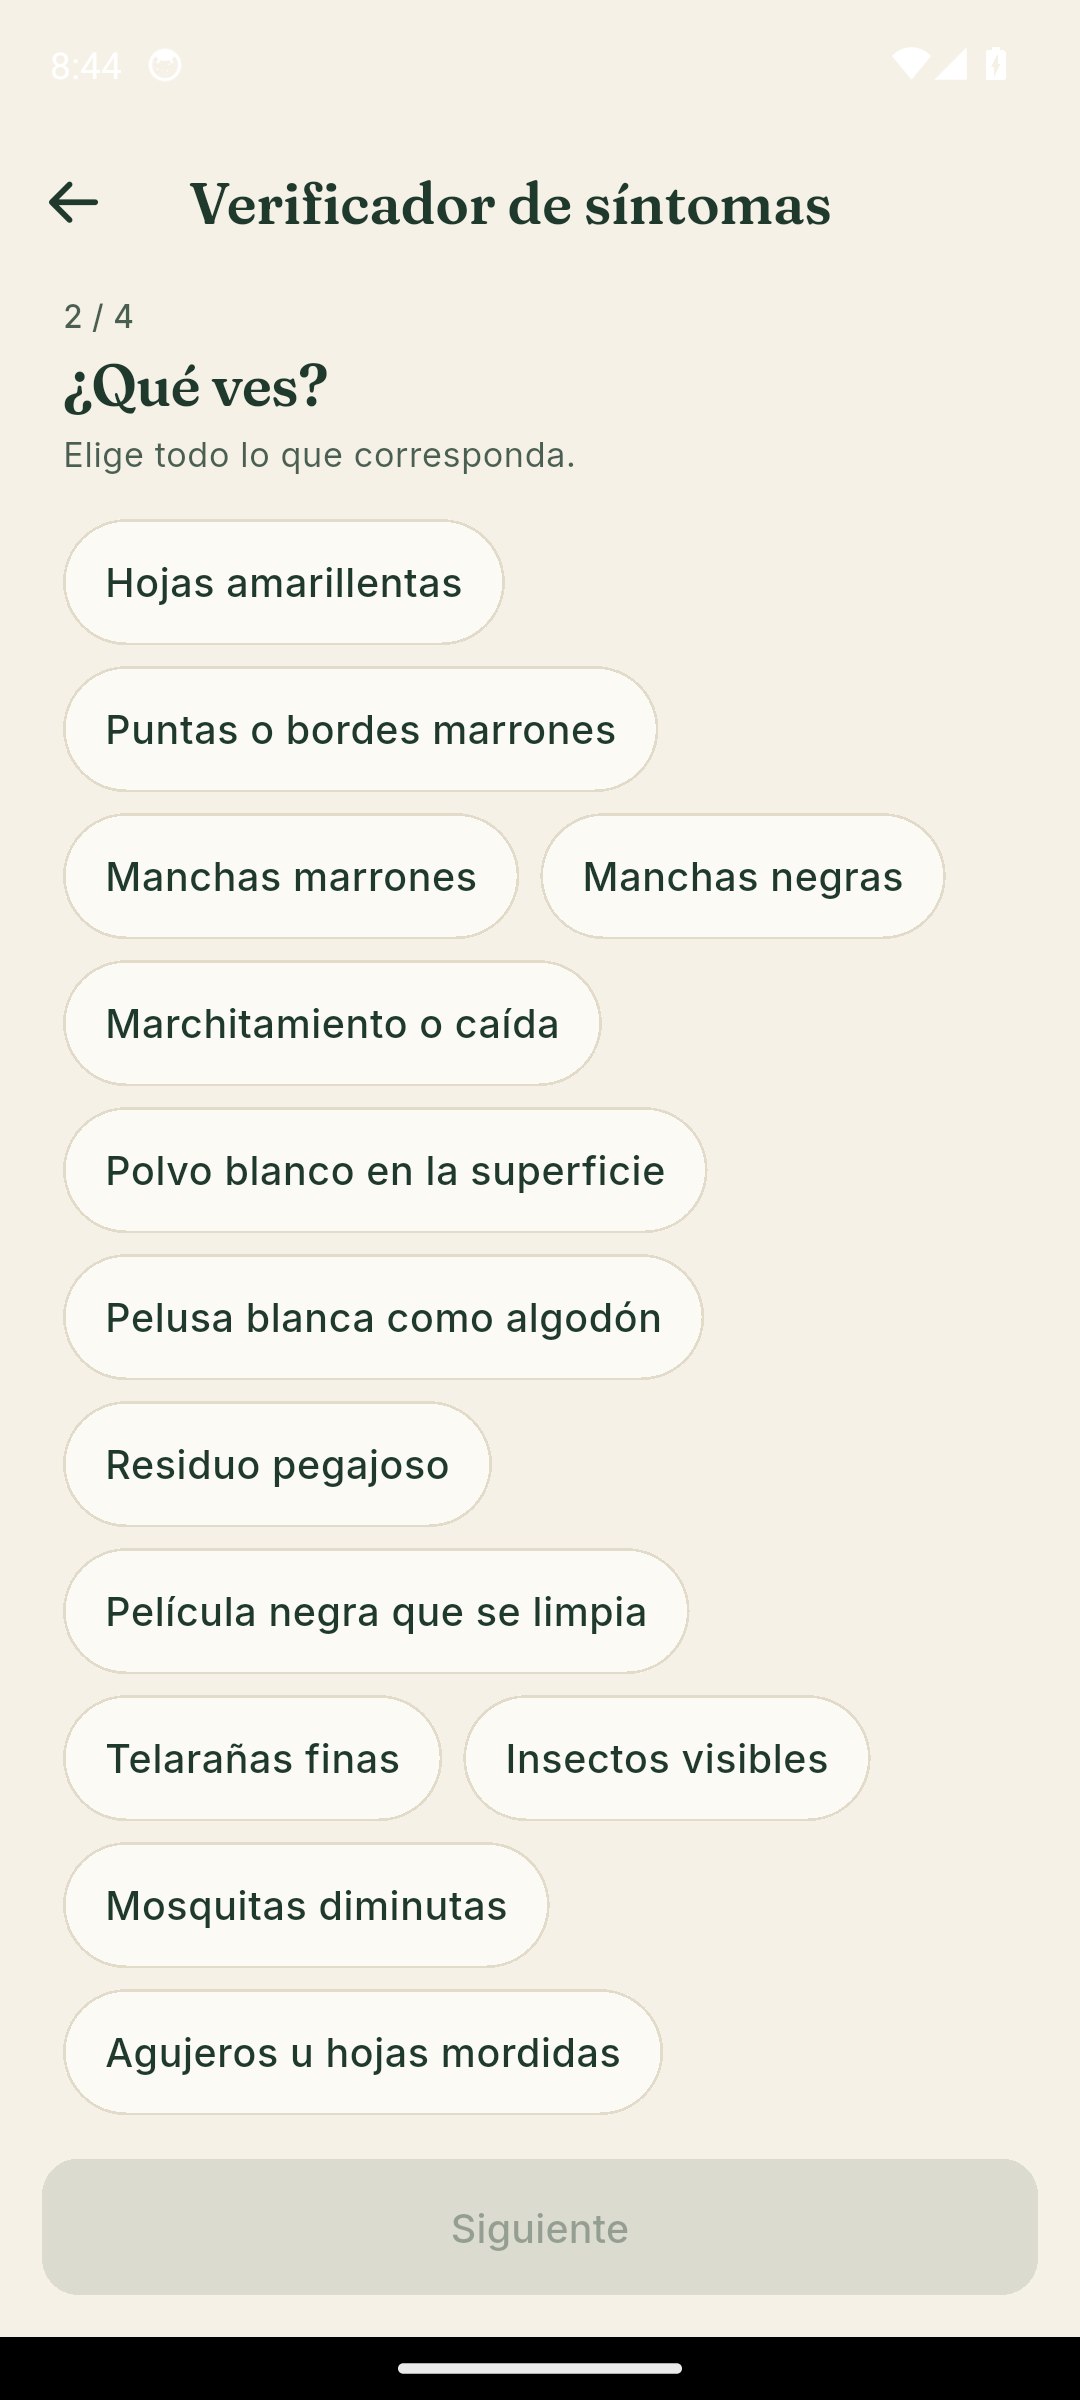 8:44
Verificador de síntomas
2 / 4
¿Qué ves?
Elige todo lo que corresponda.
Hojas amarillentas
Puntas o bordes marrones
Manchas marrones
Manchas negras
Marchitamiento o caída
Polvo blanco en la superficie
Pelusa blanca como algodón
Residuo pegajoso
Película negra que se limpia
Telarañas finas
Insectos visibles
Mosquitas diminutas
Agujeros u hojas mordidas
Siguiente